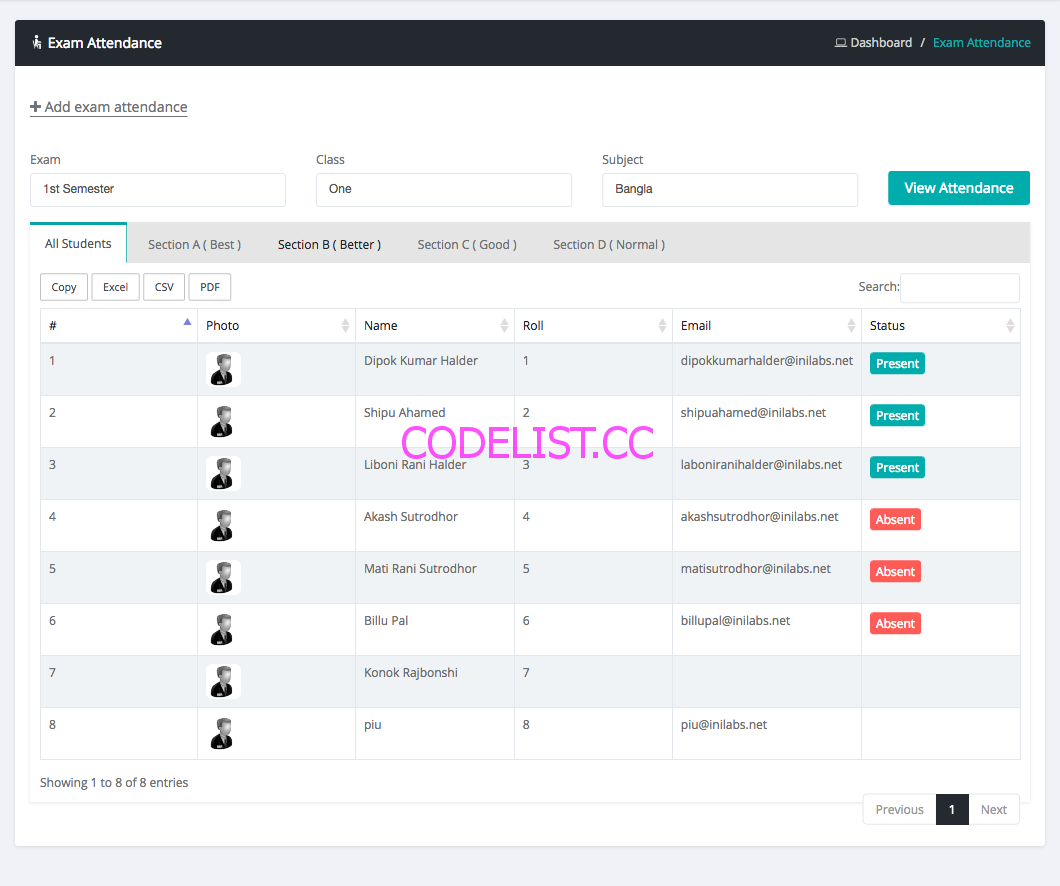 Exam Attendance
Dashboard / Exam Attendance
Add exam attendance
Exam Class Subject
1st Semester One Bangla View Attendance
All Students Section A ( Best ) Section B ( Better ) Section C ( Good ) Section D ( Normal )
Copy Excel CSV PDF Search:
# Photo Name Roll Email Status
1 Dipok Kumar Halder 1 dipokkumarhalder@inilabs.net Present
2 Shipu Ahamed 2 shipuahamed@inilabs.net Present
CODELIST.CC
3 Liboni Rani Halder 3 laboniranihalder@inilabs.net Present
4 Akash Sutrodhor 4 akashsutrodhor@inilabs.net Absent
5 Mati Rani Sutrodhor 5 matisutrodhor@inilabs.net Absent
6 Billu Pal 6 billupal@inilabs.net Absent
7 Konok Rajbonshi 7
8 piu 8 piu@inilabs.net
Showing 1 to 8 of 8 entries
Previous 1 Next